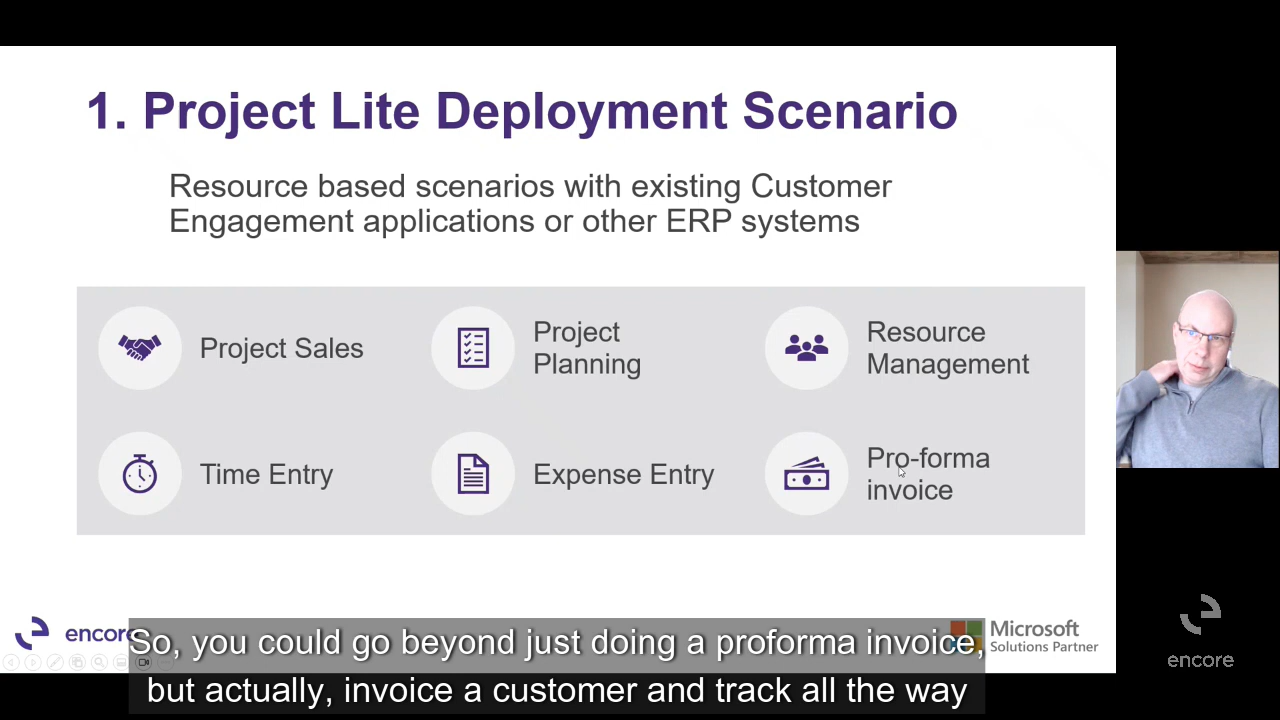 1. Project Lite Deployment Scenario
Resource based scenarios with existing Customer
Engagement applications or other ERP systems
Project Sales
Project
Planning
Resource
Management
Time Entry
Expense Entry
Pro-forma
invoice
encore
Microsoft
Solutions Partner
encore
So, you could go beyond just doing a proforma invoice,
but actually, invoice a customer and track all the way